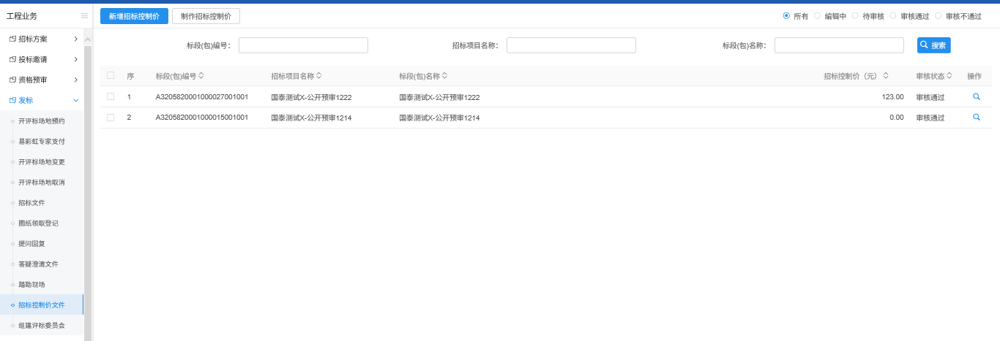 工程业务
新增招标控制价 制作招标控制价
所有 编辑中 待审核 审核通过 审核不通过
招标方案
投标邀请
资格预审
发标
开评标场地预约
易彩虹专家支付
开评标场地变更
开评标场地取消
招标文件
图纸领取登记
提问回复
答疑澄清文件
踏勘现场
招标控制价文件
组建评标委员会
标段(包)编号: 招标项目名称: 标段(包)名称: 搜索
序 标段(包)编号 招标项目名称 标段(包)名称 招标控制价（元） 审核状态 操作
1 A3205820001000027001001 国泰测试X-公开预审1222 国泰测试X-公开预审1222 123.00 审核通过
2 A3205820001000015001001 国泰测试X-公开预审1214 国泰测试X-公开预审1214 0.00 审核通过